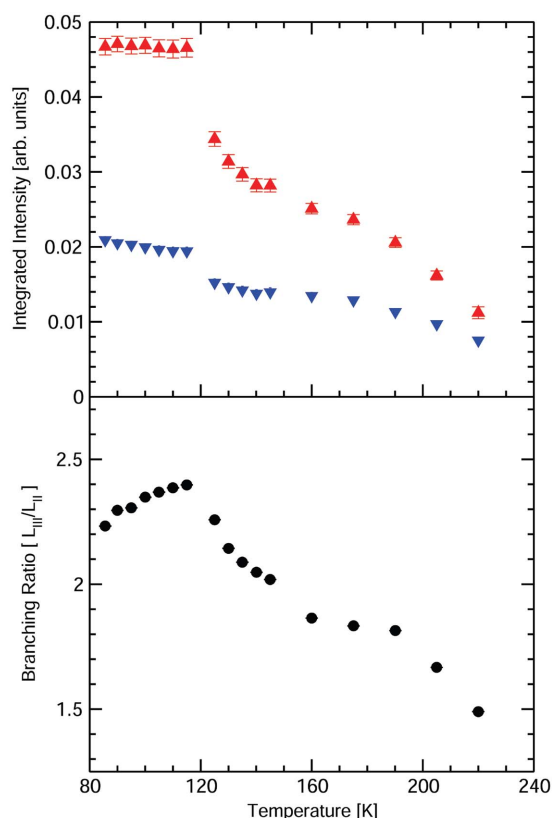 0.05
0.04
0.03
0.02
0.01
0
Integrated Intensity [arb. units]
2.5
2
1.5
Branching Ratio [ L_III/L_II ]
80 120 160 200 240
Temperature [K]